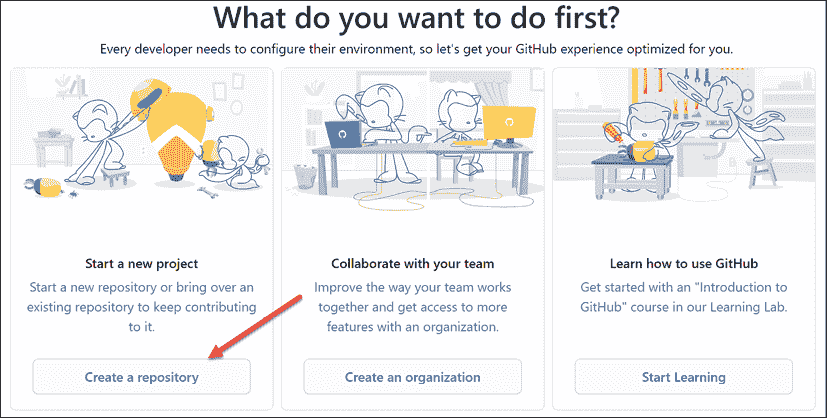 What do you want to do first?
Every developer needs to configure their environment, so let's get your GitHub experience optimized for you.
Start a new project
Start a new repository or bring over an
existing repository to keep contributing
to it.
Create a repository
Collaborate with your team
Improve the way your team works
together and get access to more
features with an organization.
Create an organization
Learn how to use GitHub
Get started with an "Introduction to
GitHub" course in our Learning Lab.
Start Learning